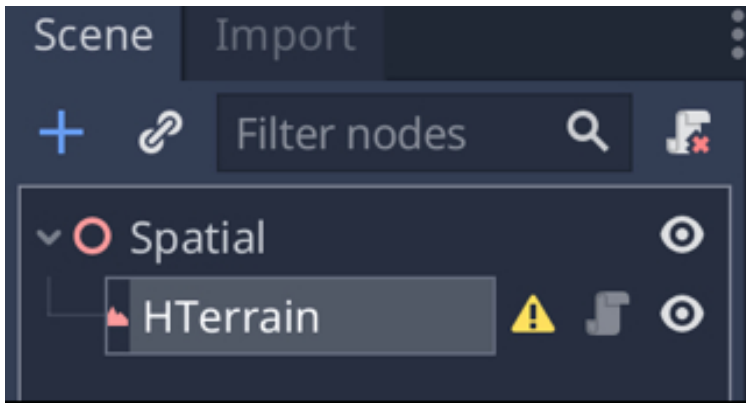 Scene Import
Filter nodes
Spatial
HTerrain